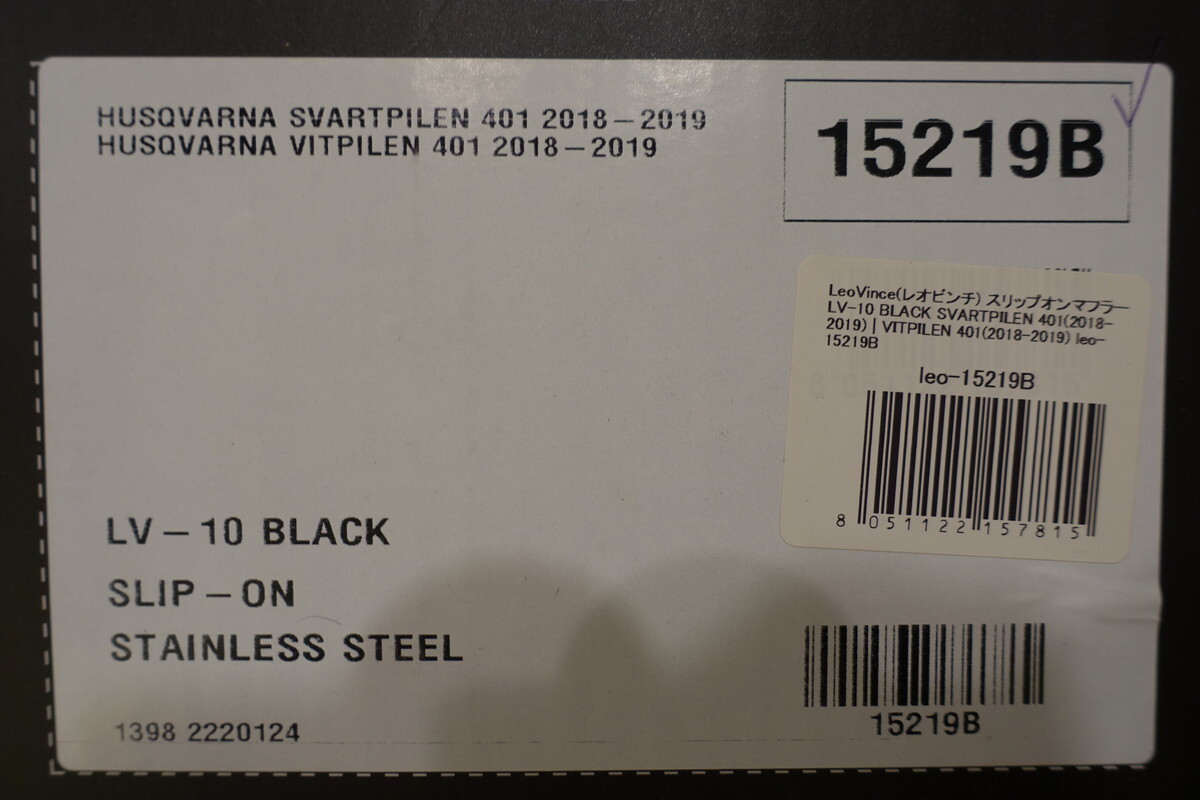 HUSQVARNA SVARTPILEN 401 2018-2019
HUSQVARNA VITPILEN 401 2018-2019
15219B
LeoVince(レオビンチ) スリップオンマフラー
LV-10 BLACK SVARTPILEN 401(2018-
2019) | VITPILEN 401(2018-2019) leo-
15219B
leo-15219B
8 051122 157815
LV-10 BLACK
SLIP-ON
STAINLESS STEEL
15219B
1398 2220124